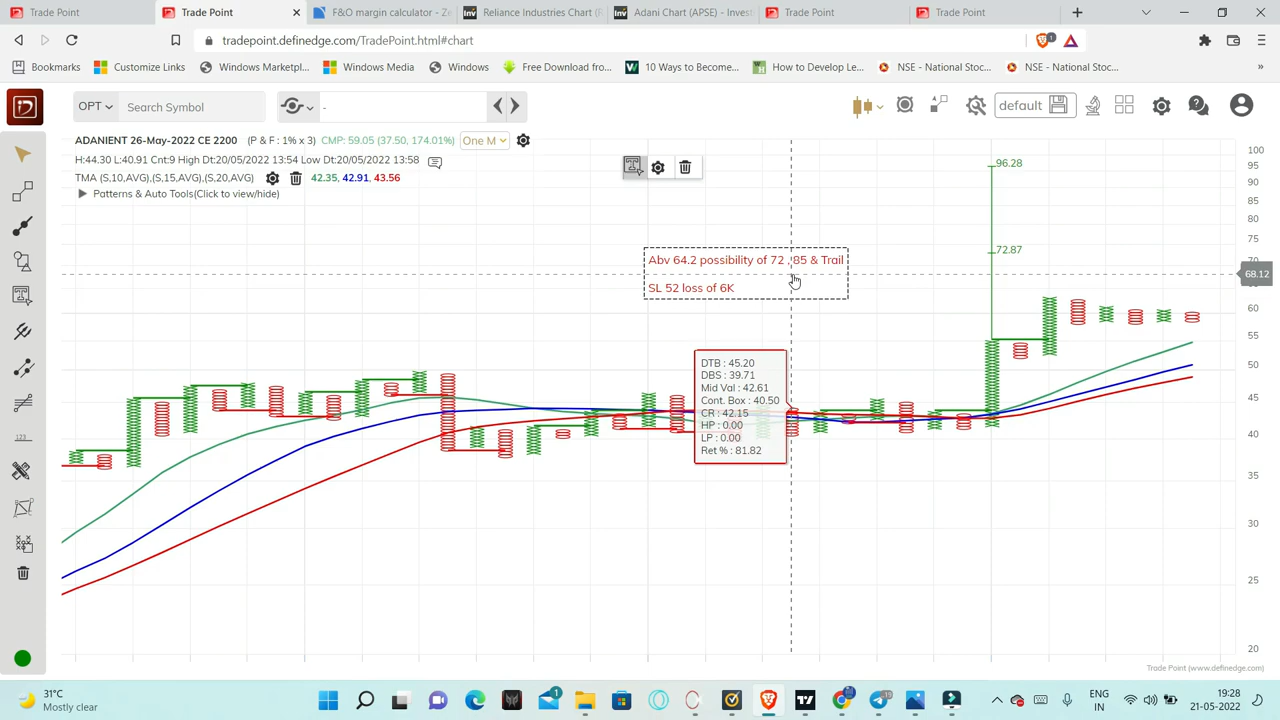 Trade Point
Trade Point
F&O margin calculator - Ze
Reliance Industries Chart (R
Adani Chart (APSE) - Invest
Trade Point
Trade Point
tradepoint.definedge.com/TradePoint.html#chart
Bookmarks
Customize Links
Windows Marketpl...
Windows Media
Windows
Free Download fro...
10 Ways to Become...
How to Develop Le...
NSE - National Stoc...
NSE - National Stoc...
OPT
Search Symbol
-
default
ADANIENT 26-May-2022 CE 2200 (P & F : 1% x 3) CMP: 59.05 (37.50, 174.01%) One M
H:44.30 L:40.91 Cnt:9 High Dt:20/05/2022 13:54 Low Dt:20/05/2022 13:58
TMA (S,10,AVG),(S,15,AVG),(S,20,AVG) 42.35, 42.91, 43.56
Patterns & Auto Tools(Click to view/hide)
96.28
72.87
Abv 64.2 possibility of 72 , 85 & Trail
SL 52 loss of 6K
DTB : 45.20
DBS : 39.71
Mid Val : 42.61
Cont. Box : 40.50
CR : 42.15
HP : 0.00
LP : 0.00
Ret % : 81.82
100
95
90
85
80
75
70
68.12
60
55
50
45
40
35
30
25
20
123
Trade Point (www.definedge.com)
31°C
Mostly clear
1
19
ENG
IN
19:28
21-05-2022